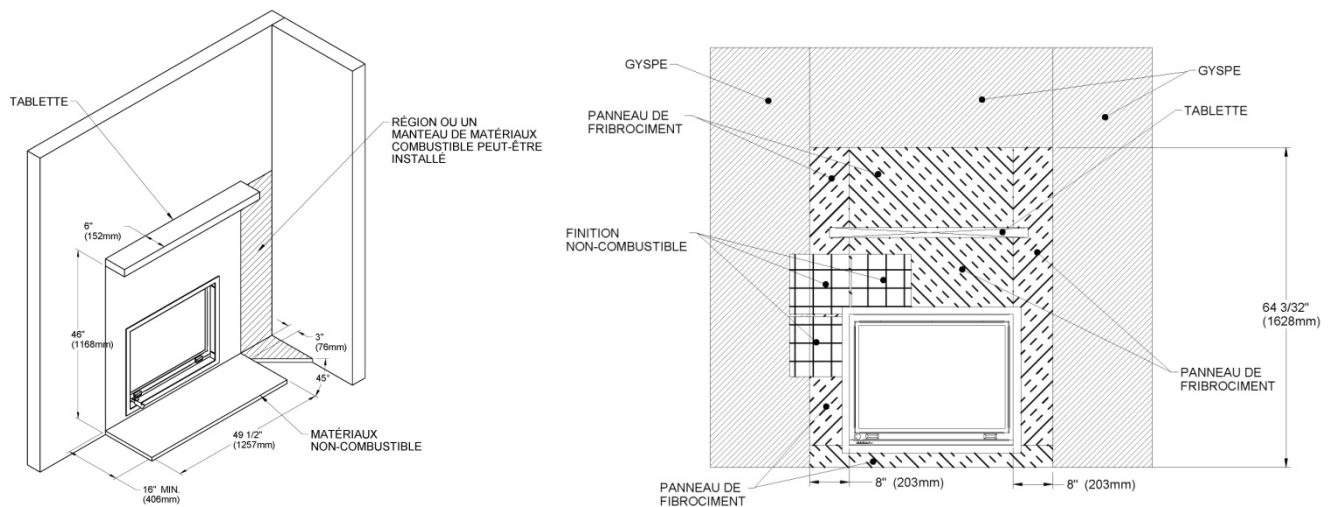 TABLETTE
RÉGION OU UN
MANTEAU DE MATÉRIAUX
COMBUSTIBLE PEUT-ÊTRE
INSTALLÉ
6"
(152mm)
46"
(1168mm)
3"
(76mm)
45°
49 1/2"
(1257mm)
MATÉRIAUX
NON-COMBUSTIBLE
16" MIN.
(406mm)
GYSPE
GYSPE
PANNEAU DE
FRIBROCIMENT
TABLETTE
FINITION
NON-COMBUSTIBLE
64 3/32"
(1628mm)
PANNEAU DE
FRIBROCIMENT
PANNEAU DE
FIBROCIMENT
8" (203mm)
8" (203mm)